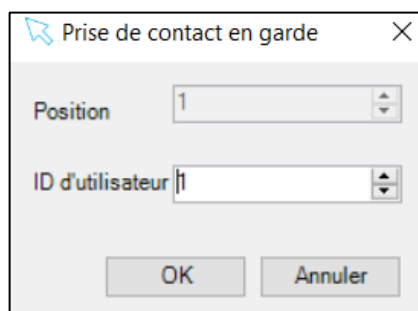 Prise de contact en garde
Position 1
ID d'utilisateur 1
OK Annuler